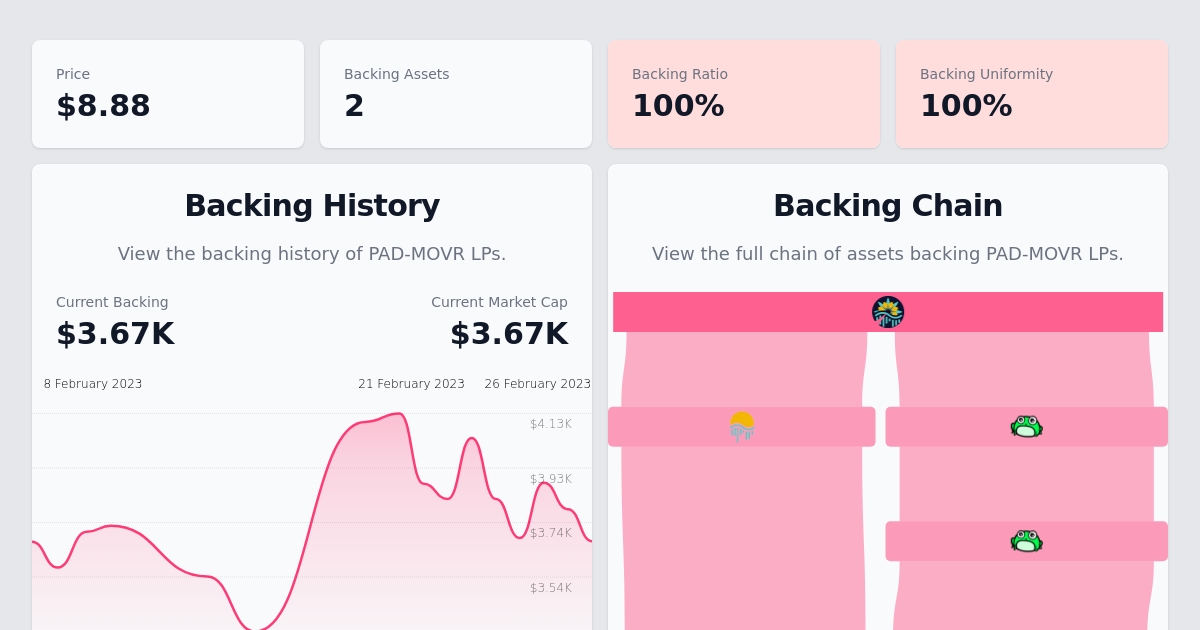 Price
$8.88
Backing Assets
2
Backing Ratio
100%
Backing Uniformity
100%
Backing History
View the backing history of PAD-MOVR LPs.
Current Backing
$3.67K
Current Market Cap
$3.67K
8 February 2023
21 February 2023
26 February 2023
$4.13K
$3.93K
$3.74K
$3.54K
Backing Chain
View the full chain of assets backing PAD-MOVR LPs.